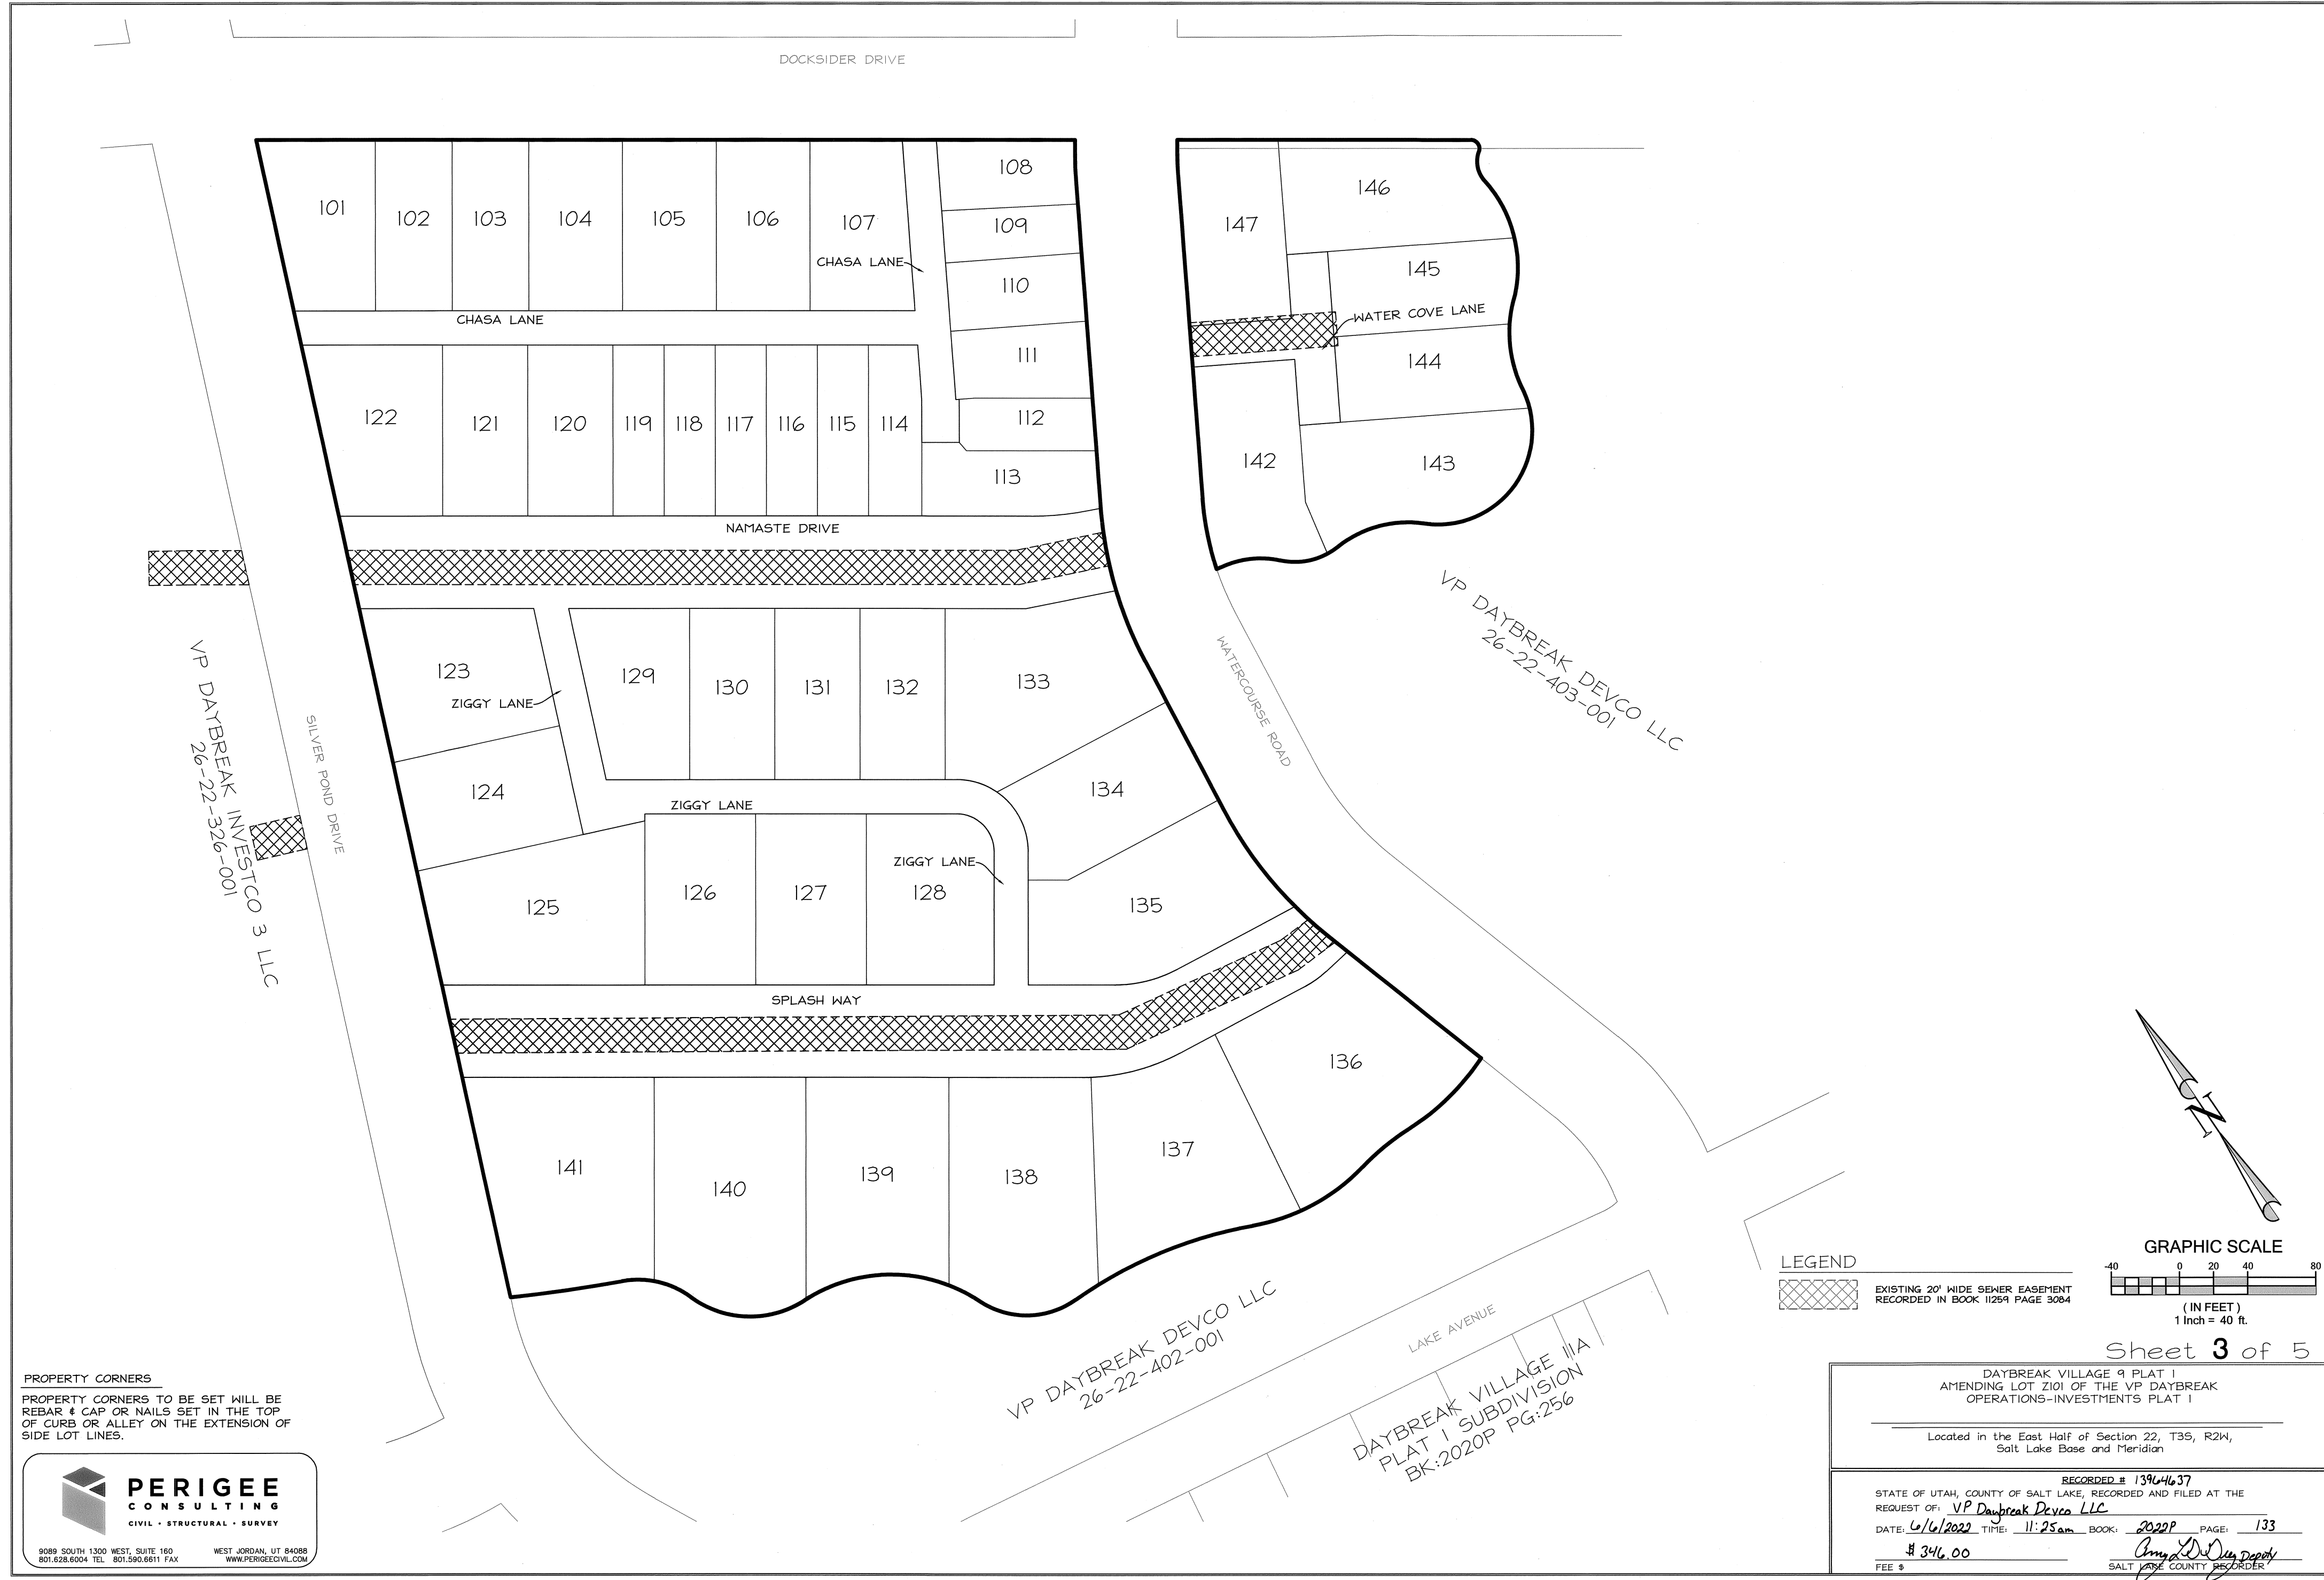 DOCKSIDER DRIVE
101
102
103
104
105
106
107
108
109
110
111
112
113
CHASA LANE
CHASA LANE
122
121
120
119
118
117
116
115
114
147
146
145
WATER COVE LANE
144
142
143
NAMASTE DRIVE
123
ZIGGY LANE
129
130
131
132
133
124
ZIGGY LANE
134
125
126
127
ZIGGY LANE
128
135
SPLASH WAY
141
140
139
138
137
136
VP DAYBREAK INVESTCO 3 LLC
26-22-326-001
SILVER POND DRIVE
WATERCOURSE ROAD
VP DAYBREAK DEVCO LLC
26-22-403-001
VP DAYBREAK DEVCO LLC
26-22-402-001
LAKE AVENUE
DAYBREAK VILLAGE 11A
PLAT 1 SUBDIVISION
BK:2020P PG:256
N
LEGEND
EXISTING 20' WIDE SEWER EASEMENT
RECORDED IN BOOK 11259 PAGE 3084
GRAPHIC SCALE
-40 0 20 40 80
( IN FEET )
1 Inch = 40 ft.
Sheet 3 of 5
DAYBREAK VILLAGE 9 PLAT 1
AMENDING LOT Z101 OF THE VP DAYBREAK
OPERATIONS-INVESTMENTS PLAT 1
Located in the East Half of Section 22, T3S, R2W,
Salt Lake Base and Meridian
RECORDED # 13964637
STATE OF UTAH, COUNTY OF SALT LAKE, RECORDED AND FILED AT THE
REQUEST OF: VP Daybreak Devco LLC
DATE: 6/6/2022 TIME: 11:25am BOOK: 2022P PAGE: 133
$346.00
Deputy
FEE $ SALT LAKE COUNTY RECORDER
PROPERTY CORNERS
PROPERTY CORNERS TO BE SET WILL BE
REBAR & CAP OR NAILS SET IN THE TOP
OF CURB OR ALLEY ON THE EXTENSION OF
SIDE LOT LINES.
PERIGEE
CONSULTING
CIVIL • STRUCTURAL • SURVEY
9089 SOUTH 1300 WEST, SUITE 160 WEST JORDAN, UT 84088
801.628.6004 TEL 801.590.6611 FAX WWW.PERIGEECIVIL.COM